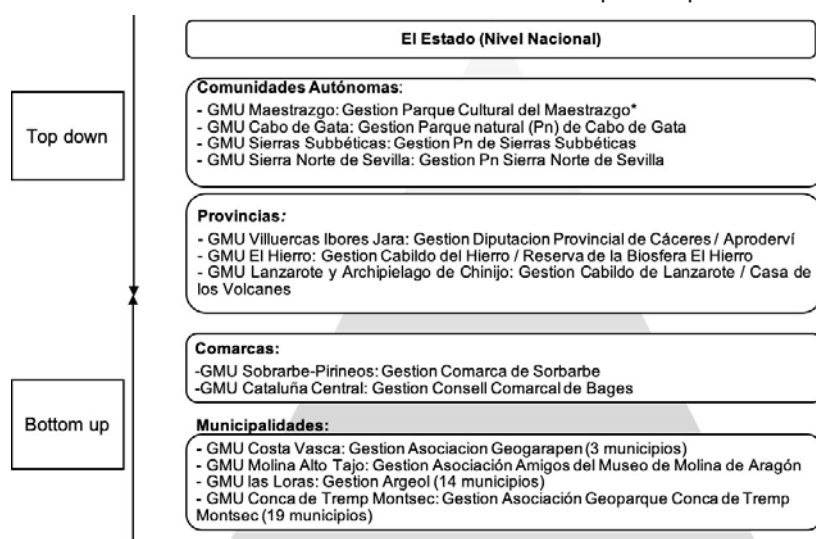 El Estado (Nivel Nacional)
Top down
Comunidades Autónomas:
- GMU Maestrazgo: Gestion Parque Cultural del Maestrazgo*
- GMU Cabo de Gata: Gestion Parque natural (Pn) de Cabo de Gata
- GMU Sierras Subbéticas: Gestion Pn de Sierras Subbéticas
- GMU Sierra Norte de Sevilla: Gestion Pn Sierra Norte de Sevilla
Provincias:
- GMU Villuercas Ibores Jara: Gestion Diputacion Provincial de Cáceres / Aproderví
- GMU El Hierro: Gestion Cabildo del Hierro / Reserva de la Biosfera El Hierro
- GMU Lanzarote y Archipielago de Chinijo: Gestion Cabildo de Lanzarote / Casa de
los Volcanes
Bottom up
Comarcas:
-GMU Sobrarbe-Pirineos: Gestion Comarca de Sorbarbe
-GMU Cataluña Central: Gestion Consell Comarcal de Bages
Municipalidades:
- GMU Costa Vasca: Gestion Asociacion Geogarapen (3 municipios)
- GMU Molina Alto Tajo: Gestion Asociación Amigos del Museo de Molina de Aragón
- GMU las Loras: Gestion Argeol (14 municipios)
- GMU Conca de Tremp Montsec: Gestion Asociación Geoparque Conca de Tremp
Montsec (19 municipios)